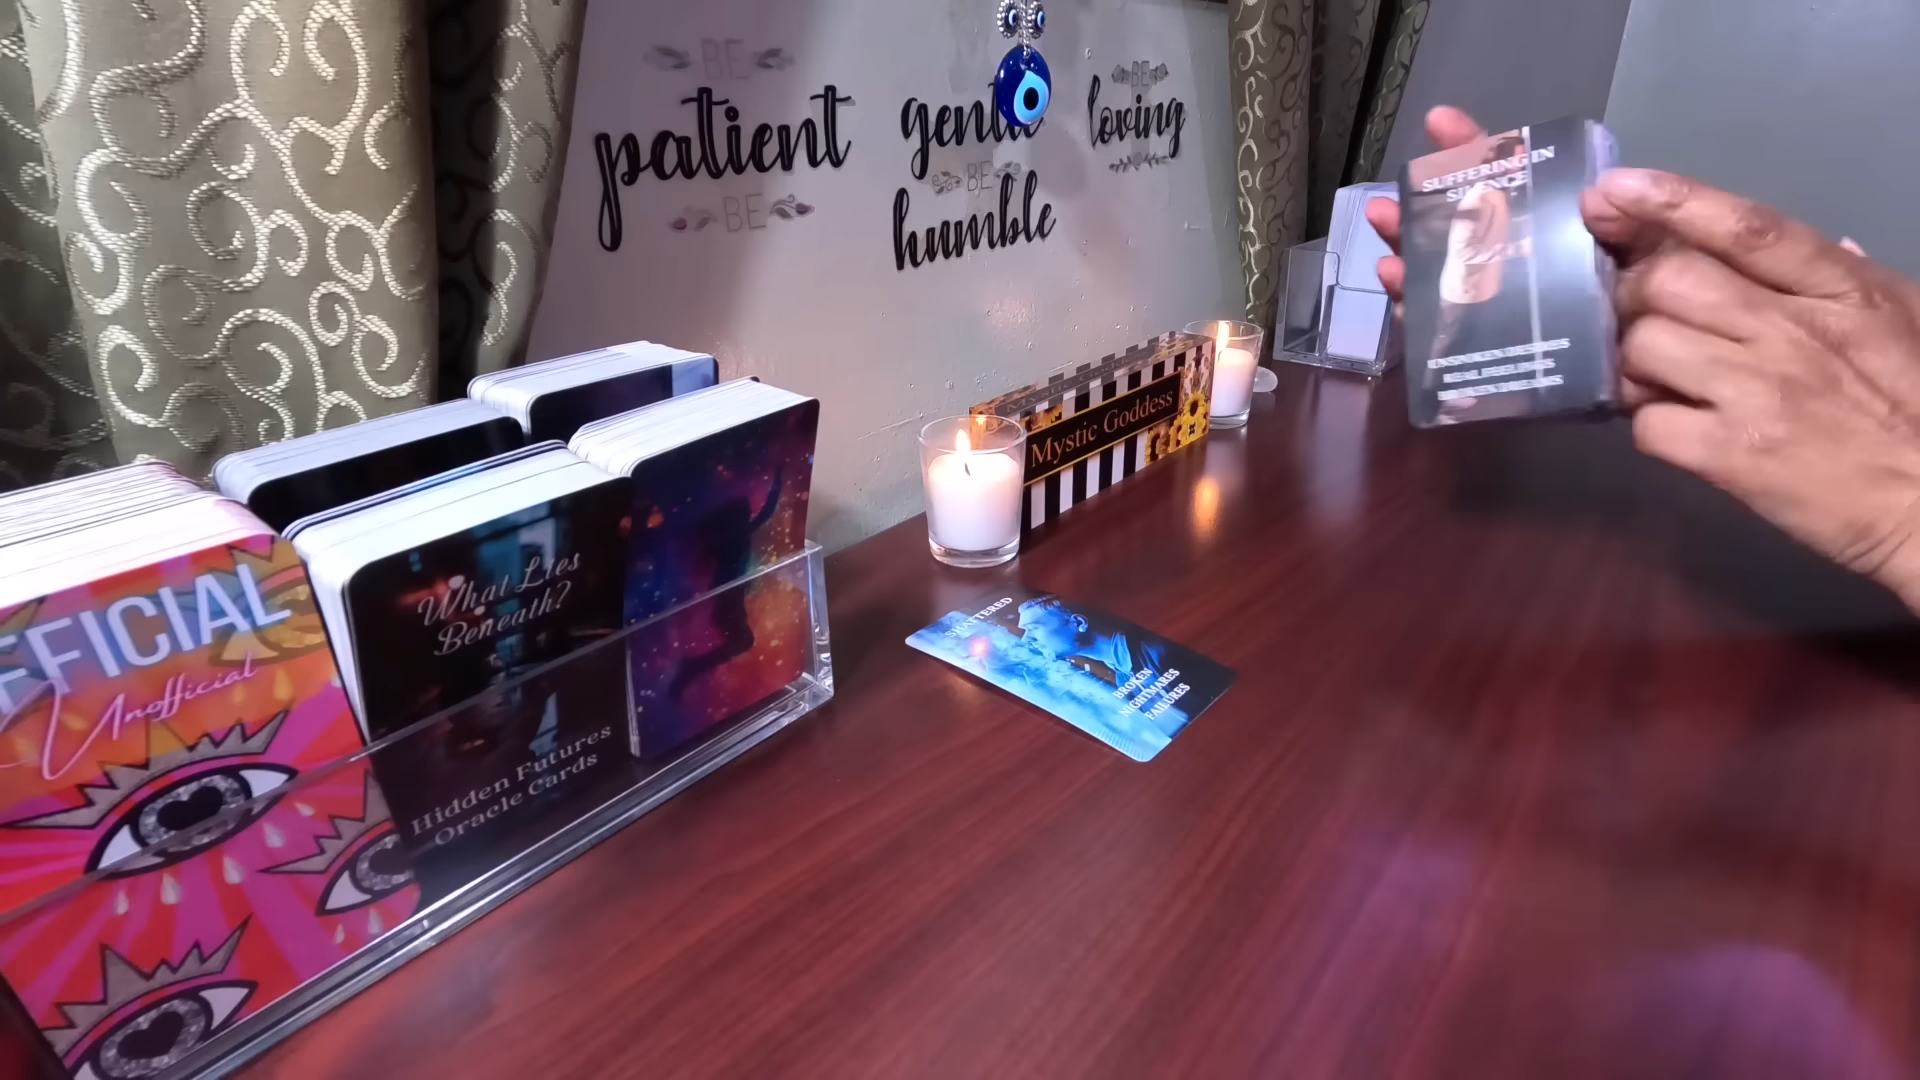 BE
patient
BE
gentle
BE
humble
BE
loving
SUFFERING IN
SILENCE
Mystic Goddess
SHATTERED
BROKEN
NIGHTMARES
FAILURES
What Lies
Beneath?
Hidden Futures
Oracle Cards
FFICIAL
Unofficial